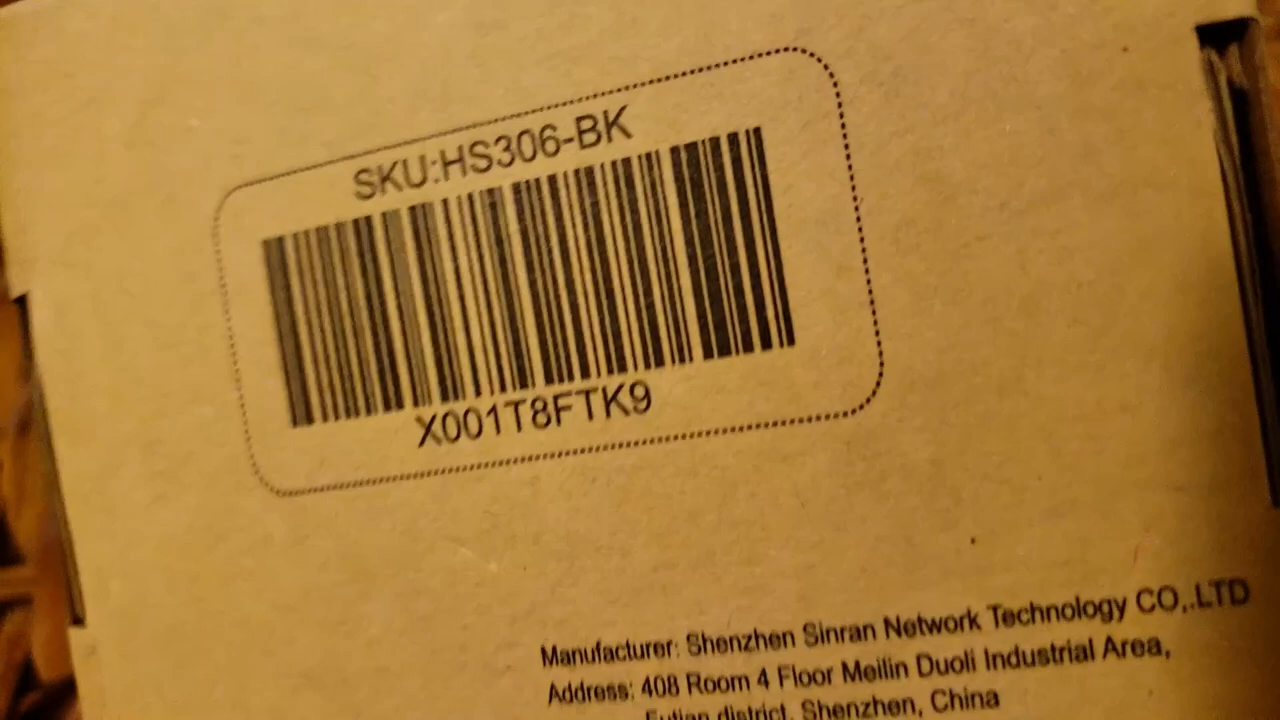 SKU:HS306-BK
X001T8FTK9
Manufacturer: Shenzhen Sinran Network Technology CO,.LTD
Address: 408 Room 4 Floor Meilin Duoli Industrial Area,
Futian district, Shenzhen, China